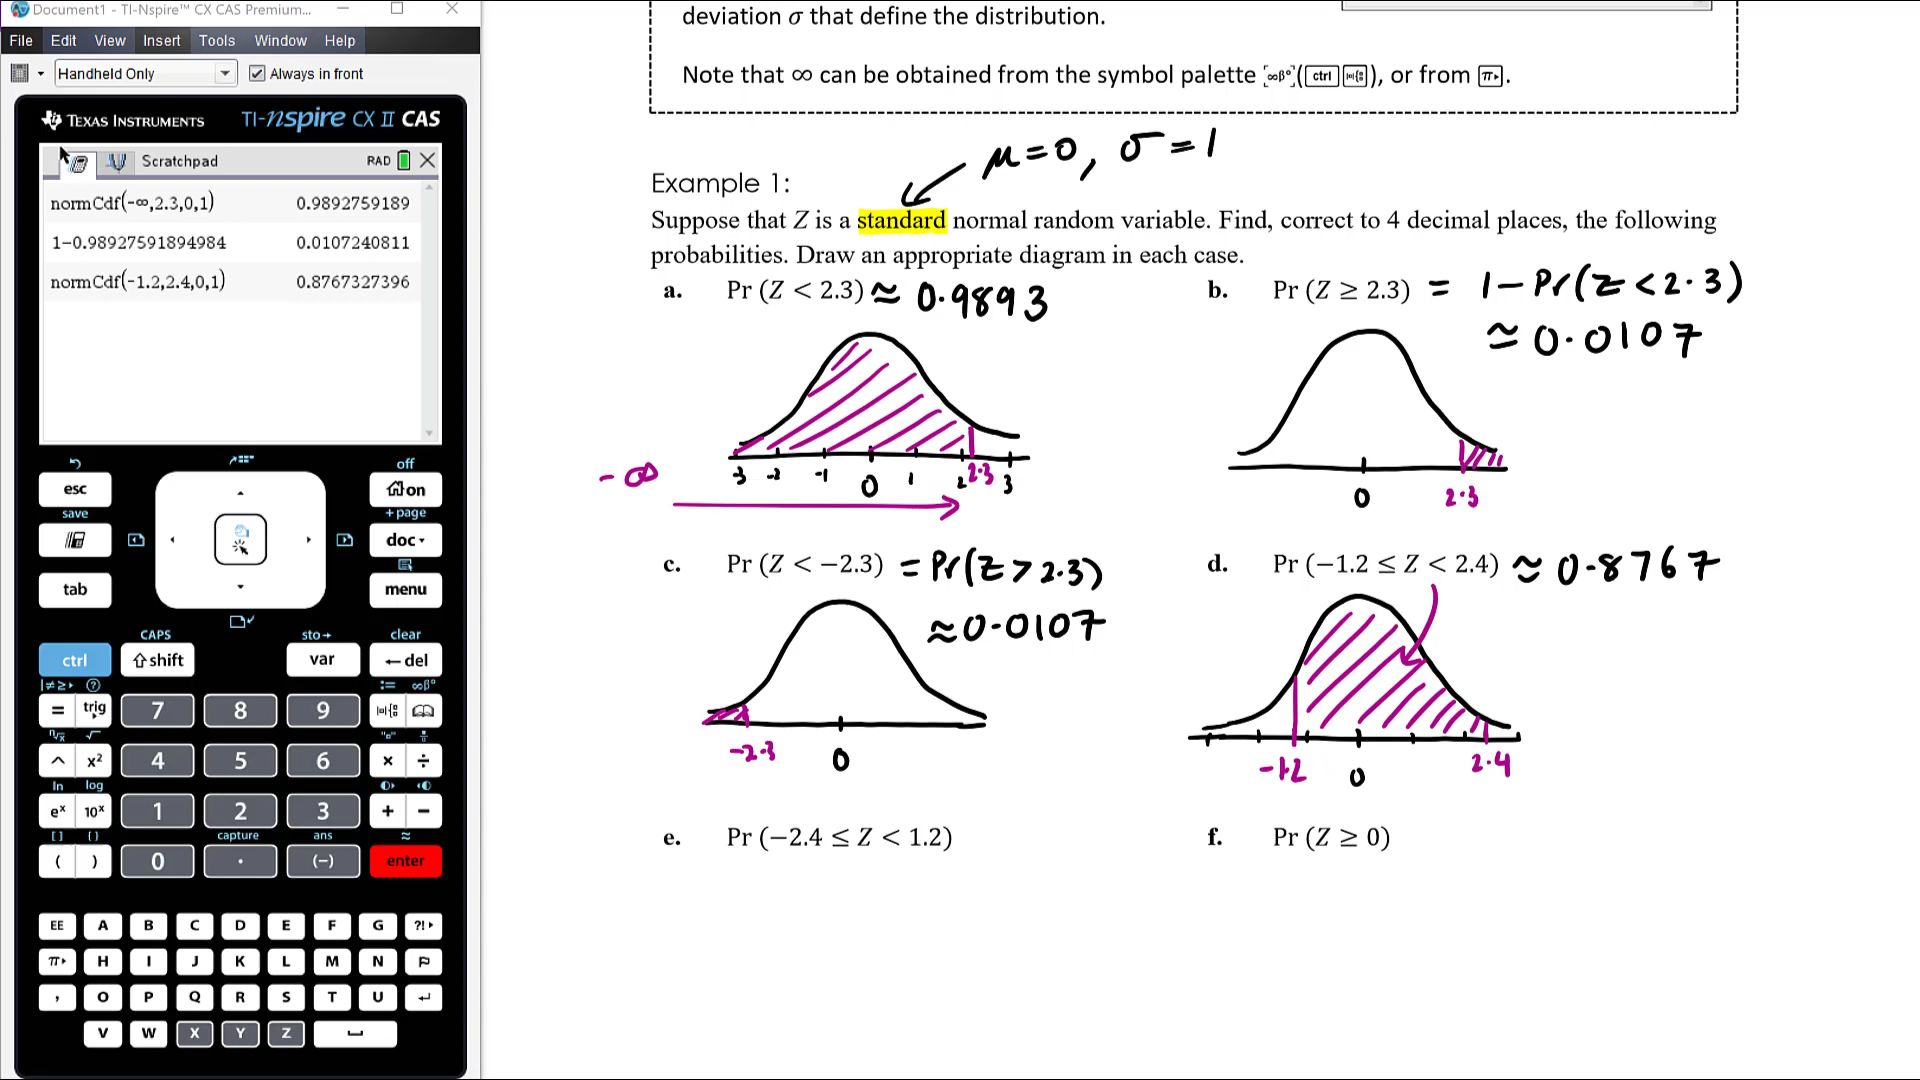 Document1 - TI-Nspire™ CX CAS Premium...
File Edit View Insert Tools Window Help
Handheld Only Always in front
TEXAS INSTRUMENTS TI-nspire CX II CAS
Scratchpad RAD
normCdf(-∞,2.3,0,1) 0.9892759189
1-0.98927591894984 0.0107240811
normCdf(-1.2,2.4,0,1) 0.8767327396
off
esc on
save + page
doc
tab menu
CAPS sto→ clear
ctrl shift var ←del
|≠≥▸ ? := ∞β°
= trig 7 8 9
ⁿ√x √ "▫" ÷
^ x² 4 5 6 × ÷
ln log
eˣ 10ˣ 1 2 3 + −
[ ] { } capture ans ≈
( ) 0 . (−) enter
EE A B C D E F G ?!▸
π▸ H I J K L M N
, O P Q R S T U ↵
V W X Y Z
deviation σ that define the distribution.
Note that ∞ can be obtained from the symbol palette [∞β°](ctrl), or from π▸.
μ=0, σ=1
Example 1:
Suppose that Z is a standard normal random variable. Find, correct to 4 decimal places, the following
probabilities. Draw an appropriate diagram in each case.
a. Pr (Z < 2.3) ≈ 0.9893
-∞ -3 -2 -1 0 1 2 2.3 3
b. Pr (Z ≥ 2.3) = 1-Pr(Z<2.3)
≈ 0.0107
0 2.3
c. Pr (Z < −2.3) = Pr(Z>2.3)
≈0.0107
-2.3 0
d. Pr (−1.2 ≤ Z < 2.4) ≈ 0.8767
-1.2 0 2.4
e. Pr (−2.4 ≤ Z < 1.2)
f. Pr (Z ≥ 0)